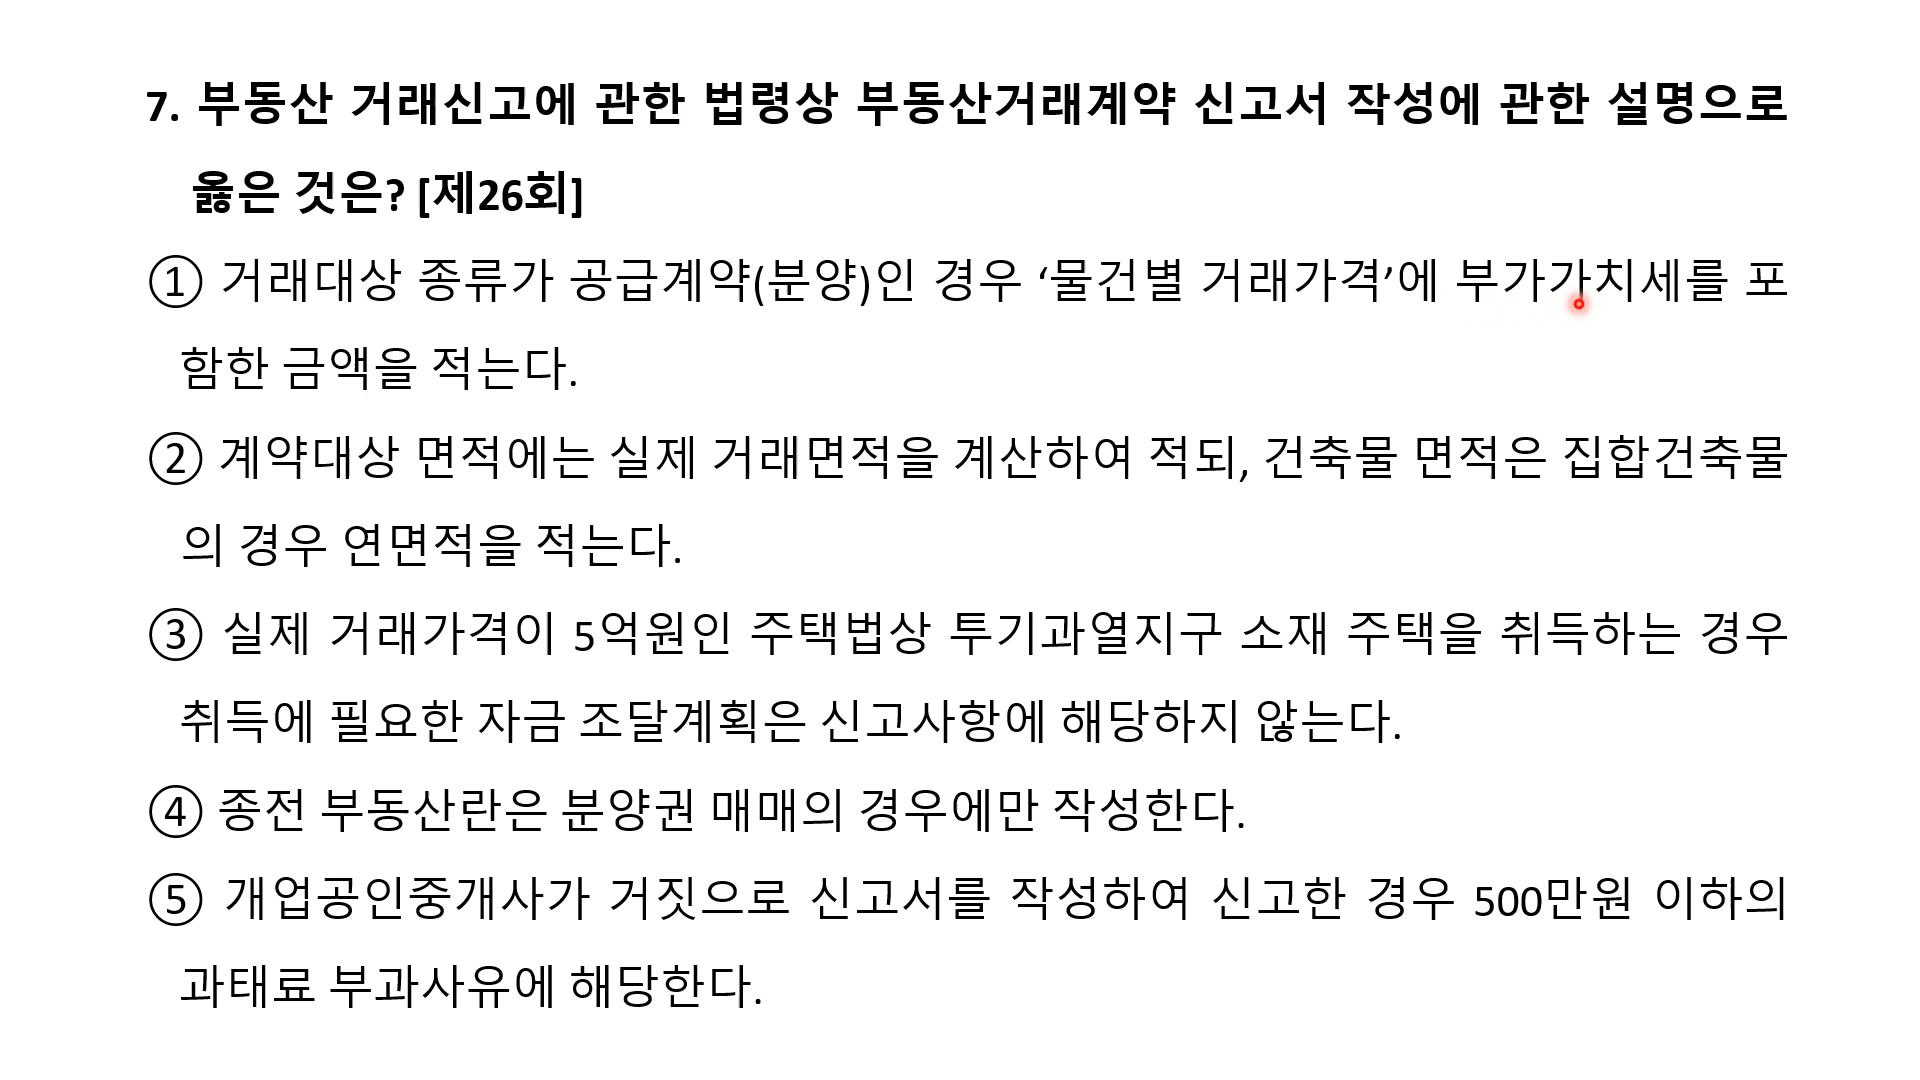 7. 부동산 거래신고에 관한 법령상 부동산거래계약 신고서 작성에 관한 설명으로
옳은 것은? [제26회]
① 거래대상 종류가 공급계약(분양)인 경우 ‘물건별 거래가격’에 부가가치세를 포
함한 금액을 적는다.
② 계약대상 면적에는 실제 거래면적을 계산하여 적되, 건축물 면적은 집합건축물
의 경우 연면적을 적는다.
③ 실제 거래가격이 5억원인 주택법상 투기과열지구 소재 주택을 취득하는 경우
취득에 필요한 자금 조달계획은 신고사항에 해당하지 않는다.
④ 종전 부동산란은 분양권 매매의 경우에만 작성한다.
⑤ 개업공인중개사가 거짓으로 신고서를 작성하여 신고한 경우 500만원 이하의
과태료 부과사유에 해당한다.